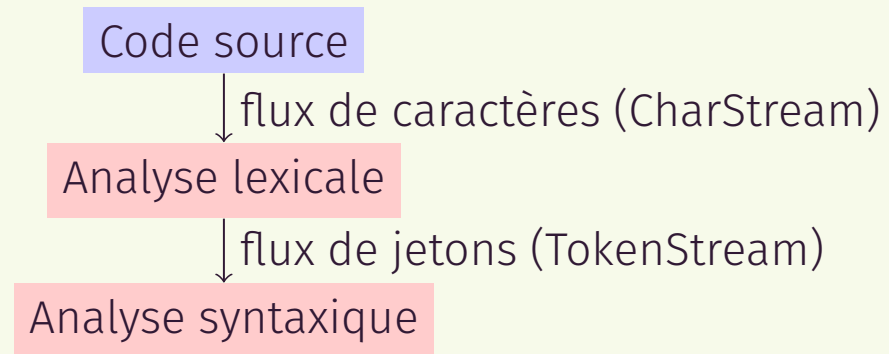 Code source
flux de caractères (CharStream)
Analyse lexicale
flux de jetons (TokenStream)
Analyse syntaxique